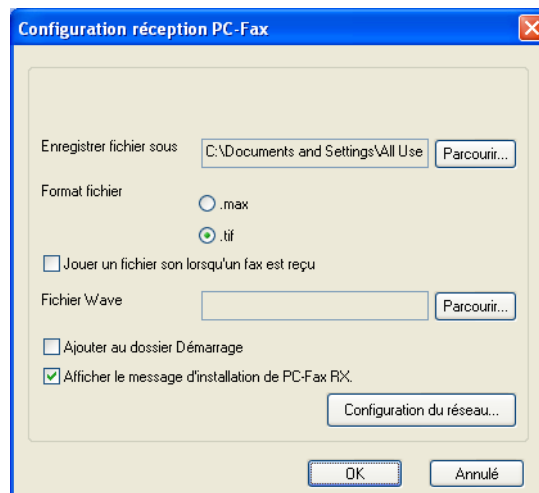 Configuration réception PC-Fax
Enregistrer fichier sous C:\Documents and Settings\All Use Parcourir...
Format fichier
.max
.tif
Jouer un fichier son lorsqu'un fax est reçu
Fichier Wave Parcourir...
Ajouter au dossier Démarrage
Afficher le message d'installation de PC-Fax RX.
Configuration du réseau...
OK Annulé